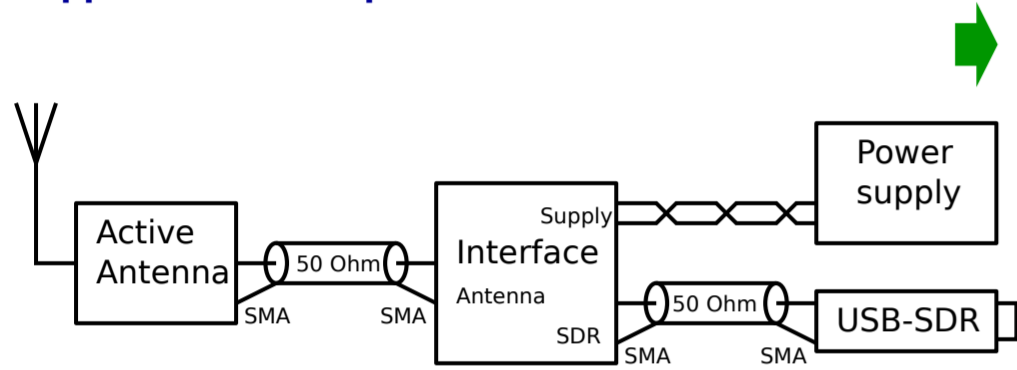 Power
supply
Active
Antenna
50 Ohm
SMA
SMA
Supply
Interface
Antenna
SDR
50 Ohm
SMA
SMA
USB-SDR